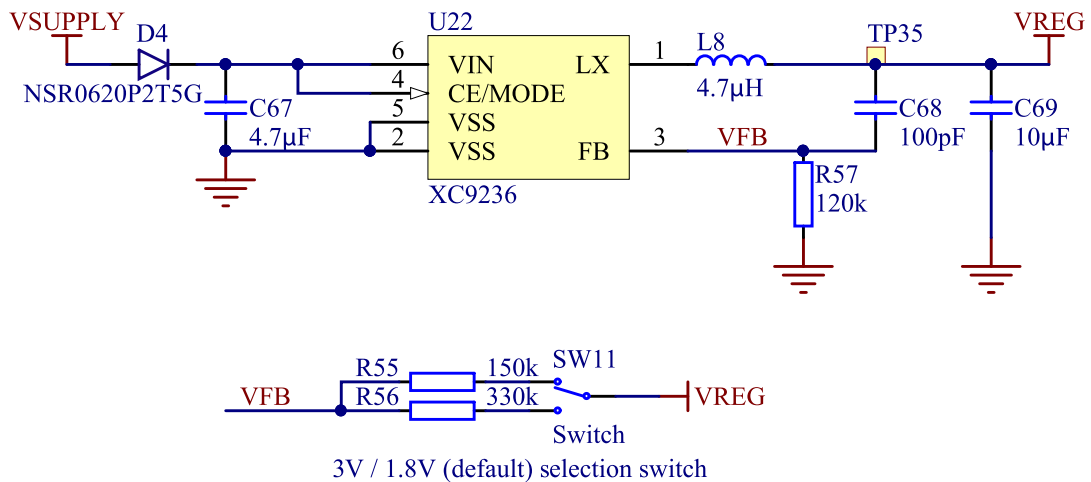 VSUPPLY
D4
NSR0620P2T5G
C67
4.7µF
U22
6
4
5
2
VIN
CE/MODE
VSS
VSS
LX
FB
XC9236
1
3
L8
4.7µH
VFB
TP35
VREG
C68
100pF
C69
10µF
R57
120k
VFB
R55
150k
R56
330k
SW11
Switch
VREG
3V / 1.8V (default) selection switch